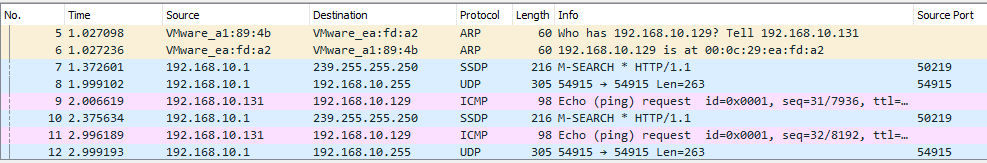 No. Time Source Destination Protocol Length Info Source Port
5 1.027098 VMware_a1:89:4b VMware_ea:fd:a2 ARP 60 Who has 192.168.10.129? Tell 192.168.10.131
6 1.027236 VMware_ea:fd:a2 VMware_a1:89:4b ARP 60 192.168.10.129 is at 00:0c:29:ea:fd:a2
7 1.372601 192.168.10.1 239.255.255.250 SSDP 216 M-SEARCH * HTTP/1.1 50219
8 1.999102 192.168.10.1 192.168.10.255 UDP 305 54915 → 54915 Len=263 54915
9 2.006619 192.168.10.131 192.168.10.129 ICMP 98 Echo (ping) request id=0x0001, seq=31/7936, ttl=…
10 2.375634 192.168.10.1 239.255.255.250 SSDP 216 M-SEARCH * HTTP/1.1 50219
11 2.996189 192.168.10.131 192.168.10.129 ICMP 98 Echo (ping) request id=0x0001, seq=32/8192, ttl=…
12 2.999193 192.168.10.1 192.168.10.255 UDP 305 54915 → 54915 Len=263 54915